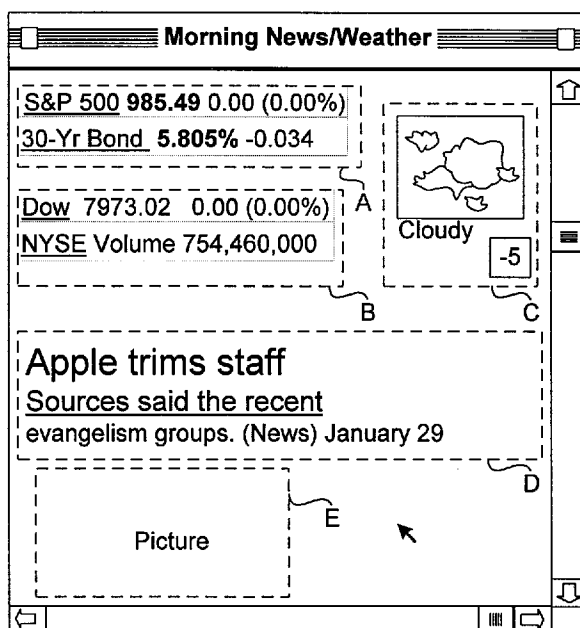 Morning News/Weather
S&P 500 985.49 0.00 (0.00%)
30-Yr Bond 5.805% -0.034
A
Dow 7973.02 0.00 (0.00%)
NYSE Volume 754,460,000
B
Cloudy
-5
C
Apple trims staff
Sources said the recent
evangelism groups. (News) January 29
D
Picture
E